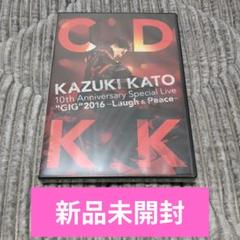 C D
KAZUKI KATO
10th Anniversary Special Live
"GIG"2016 ~Laugh & Peace~
K K
新品未開封